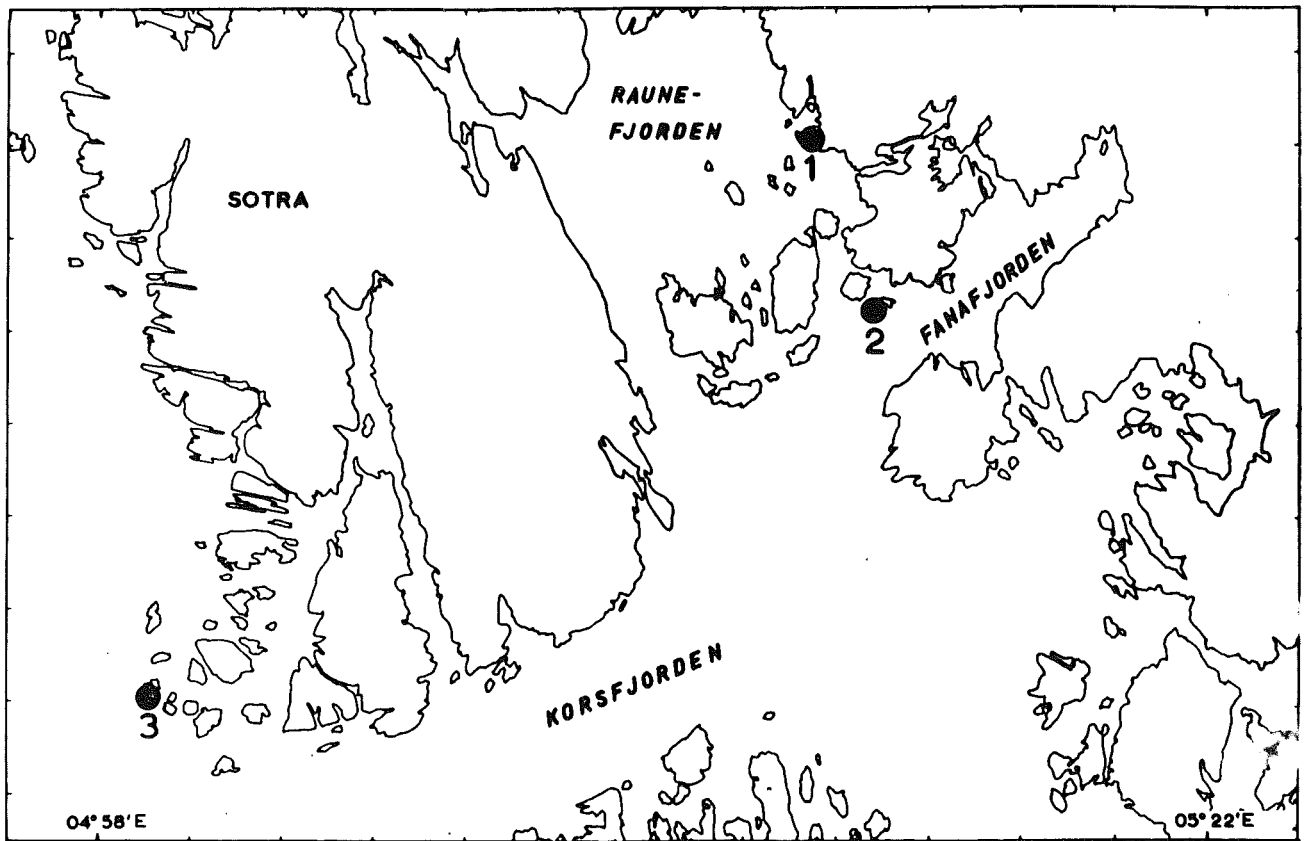 RAUNE-
FJORDEN
1
SOTRA
FANAFJORDEN
2
KORSFJORDEN
3
04°58'E
05°22'E